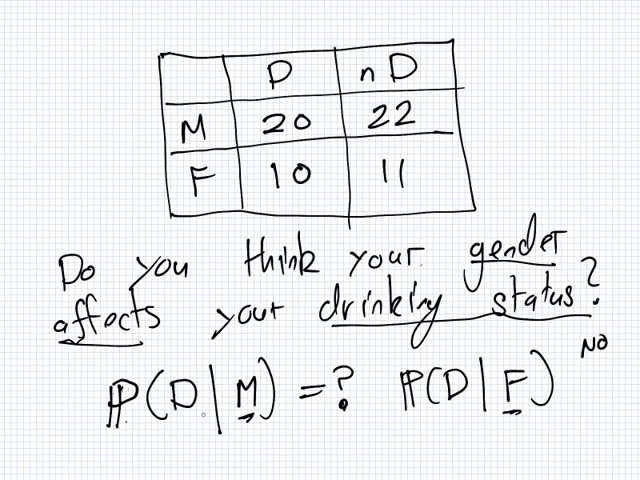 D nD
M 20 22
F 10 11
Do you think your gender
affects your drinking status?
NO
ℙ(D|M) =? ℙ(D|F)